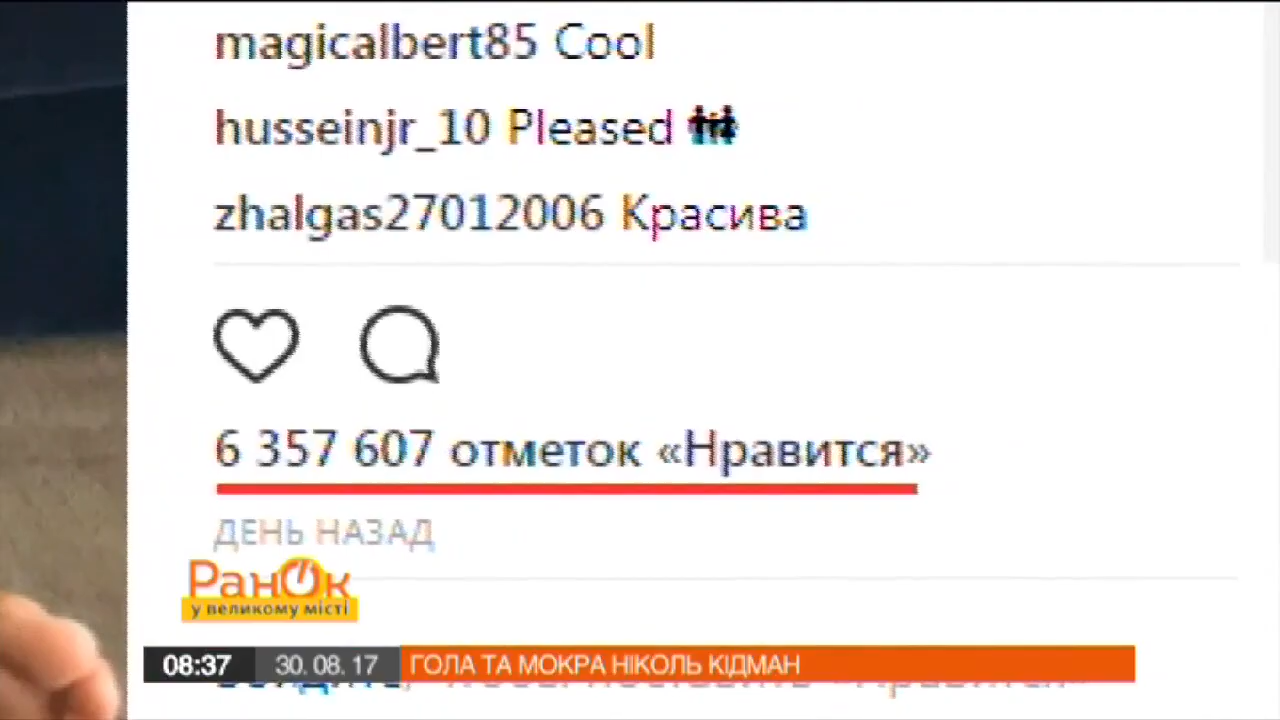 magicalbert85 Cool
husseinjr_10 Pleased
zhalgas27012006 Красива
6 357 607 отметок «Нравится»
ДЕНЬ НАЗАД
РанОк
у великому місті
08:37 30.08.17 ГОЛА ТА МОКРА НІКОЛЬ КІДМАН